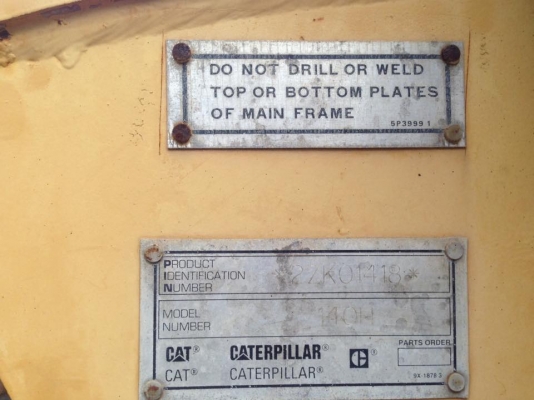 DO NOT DRILL OR WELD
TOP OR BOTTOM PLATES
OF MAIN FRAME
5P3999 1
PRODUCT
IDENTIFICATION
NUMBER
MODEL
NUMBER
140H
PARTS ORDER
CAT® CATERPILLAR® C®
CAT® CATERPILLAR®